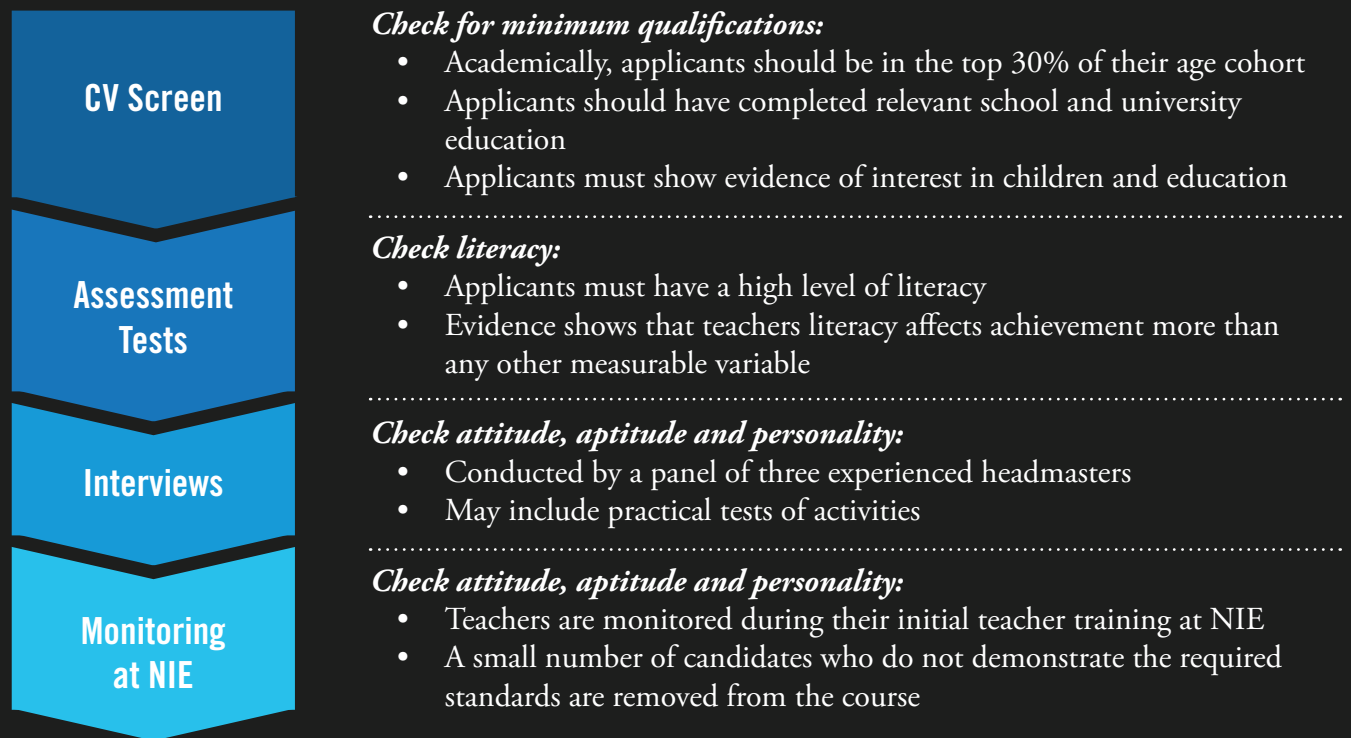 CV Screen
Check for minimum qualifications:
• Academically, applicants should be in the top 30% of their age cohort
• Applicants should have completed relevant school and university
education
• Applicants must show evidence of interest in children and education
Assessment
Tests
Check literacy:
• Applicants must have a high level of literacy
• Evidence shows that teachers literacy affects achievement more than
any other measurable variable
Interviews
Check attitude, aptitude and personality:
• Conducted by a panel of three experienced headmasters
• May include practical tests of activities
Monitoring
at NIE
Check attitude, aptitude and personality:
• Teachers are monitored during their initial teacher training at NIE
• A small number of candidates who do not demonstrate the required
standards are removed from the course